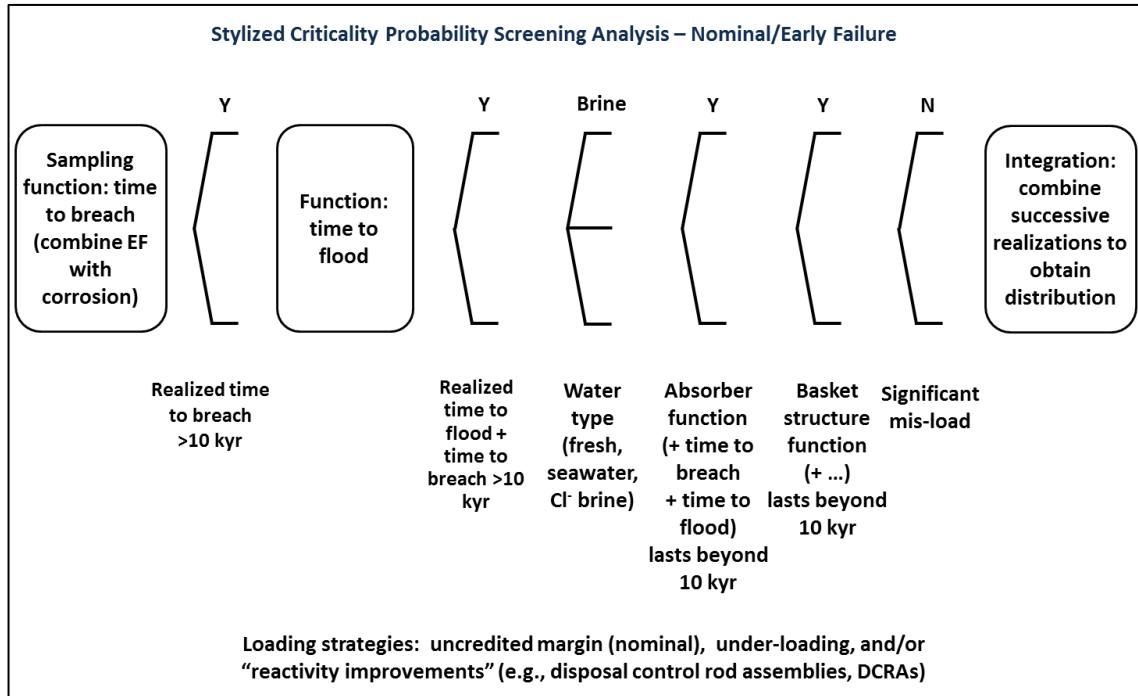 Stylized Criticality Probability Screening Analysis – Nominal/Early Failure
Y
Y
Brine
Y
Y
N
Sampling
function: time
to breach
(combine EF
with
corrosion)
Function:
time to
flood
Integration:
combine
successive
realizations to
obtain
distribution
Realized time
to breach
>10 kyr
Realized
time to
flood +
time to
breach >10
kyr
Water
type
(fresh,
seawater,
Cl⁻ brine)
Absorber
function
(+ time to
breach
+ time to
flood)
lasts beyond
10 kyr
Basket
structure
function
(+ ...)
lasts beyond
10 kyr
Significant
mis-load
Loading strategies:  uncredited margin (nominal),  under-loading, and/or
“reactivity improvements” (e.g., disposal control rod assemblies, DCRAs)